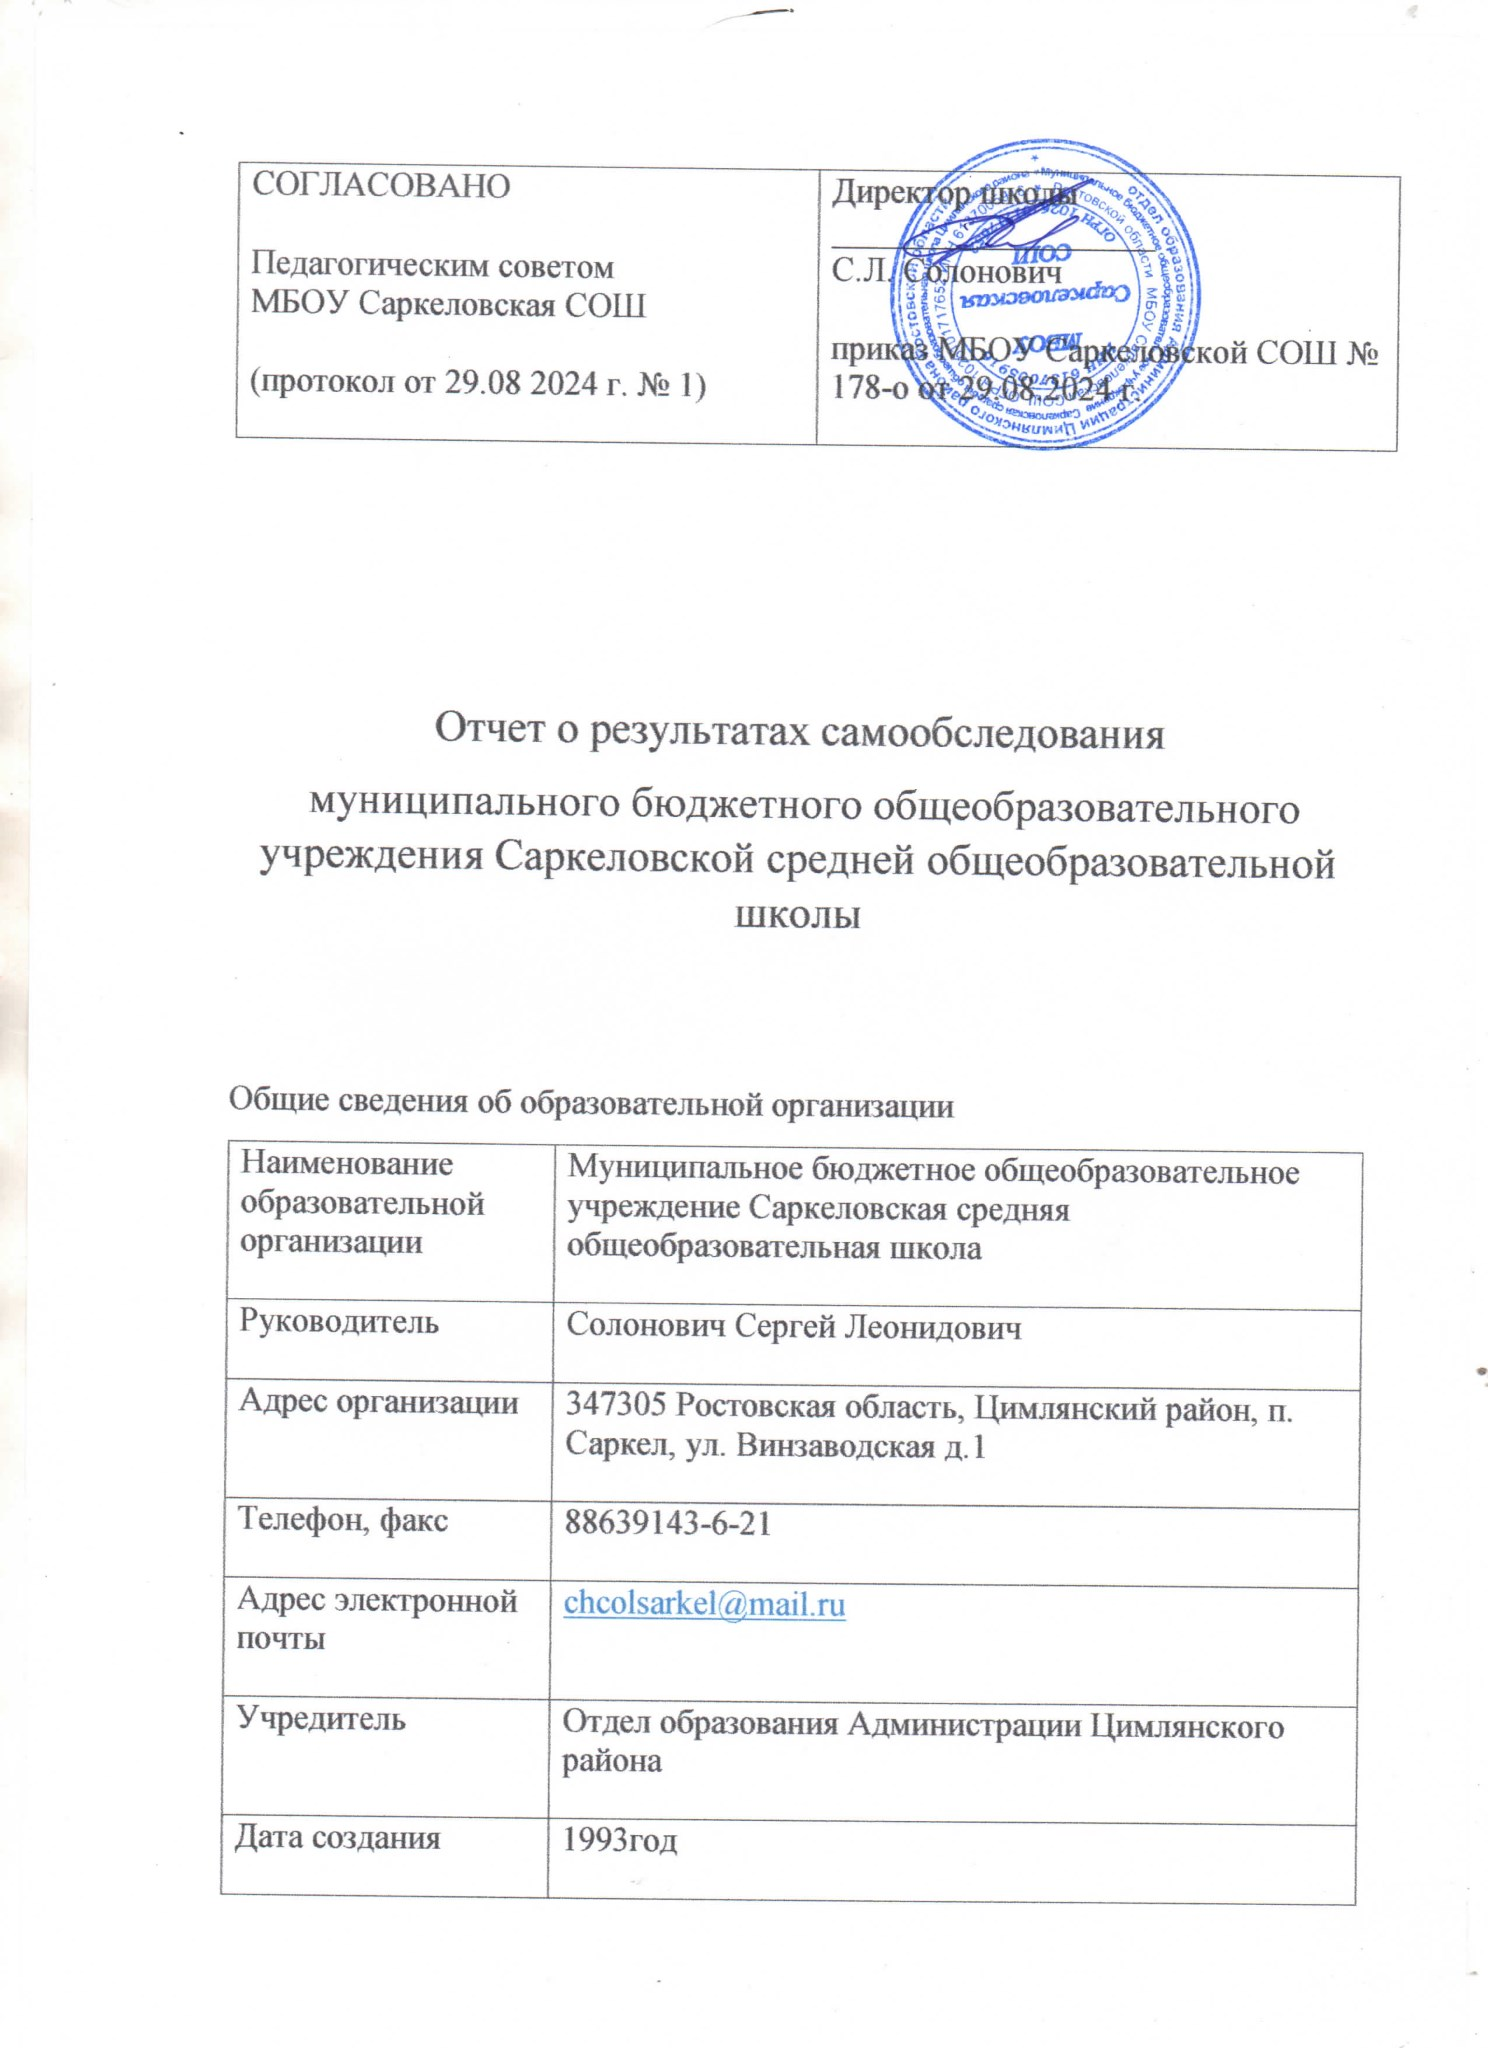 СОГЛАСОВАНО
Педагогическим советом
МБОУ Саркеловская СОШ
(протокол от 29.08 2024 г. № 1)
Директор школы
С.Л. Солонович
приказ МБОУ Саркеловской СОШ №
178-о от 29.08.2024 г.
МБОУ
Саркеловская
СОШ
Отчет о результатах самообследования
муниципального бюджетного общеобразовательного
учреждения Саркеловской средней общеобразовательной
школы
Общие сведения об образовательной организации
Наименование
образовательной
организации
Муниципальное бюджетное общеобразовательное
учреждение Саркеловская средняя
общеобразовательная школа
Руководитель
Солонович Сергей Леонидович
Адрес организации
347305 Ростовская область, Цимлянский район, п.
Саркел, ул. Винзаводская д.1
Телефон, факс
88639143-6-21
Адрес электронной
почты
chcolsarkel@mail.ru
Учредитель
Отдел образования Администрации Цимлянского
района
Дата создания
1993год